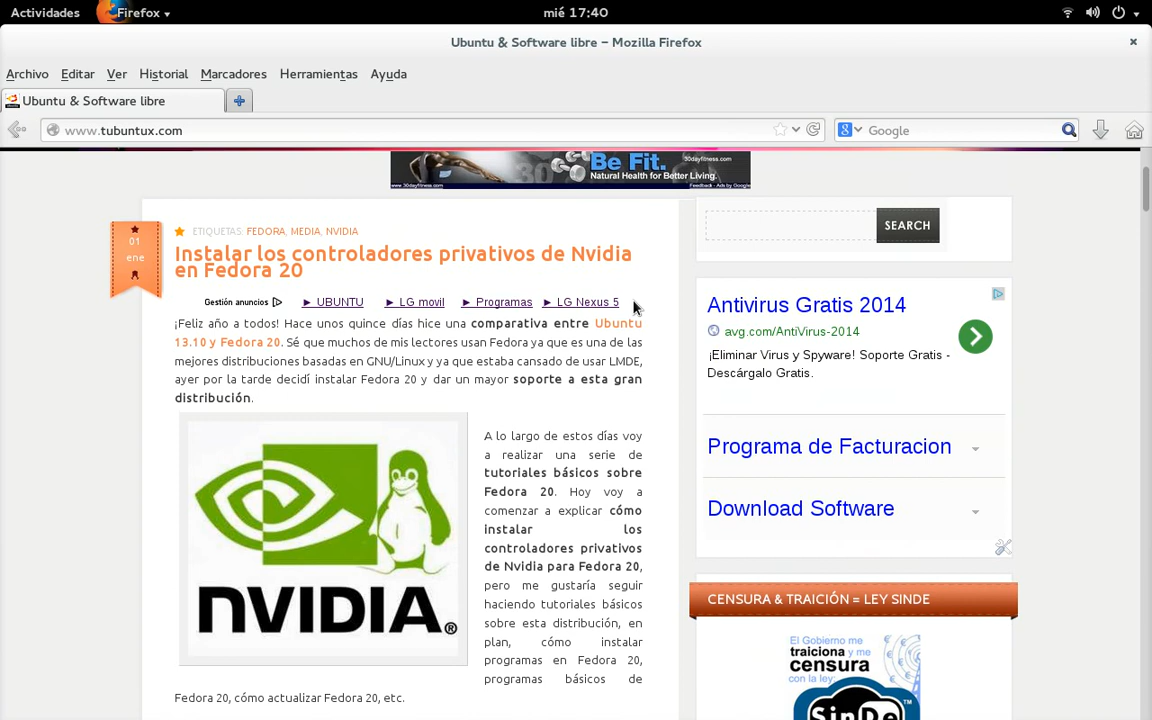 Actividades Firefox mié 17:40
Ubuntu & Software libre – Mozilla Firefox ×
Archivo Editar Ver Historial Marcadores Herramientas Ayuda
Ubuntu & Software libre
www.tubuntux.com Google
30 Be Fit. 30dayfitness.com
Natural Health for Better Living.
www.30dayfitness.com Feedback - Ads by Google
01
ene
ETIQUETAS: FEDORA, MEDIA, NVIDIA
Instalar los controladores privativos de Nvidia
en Fedora 20
Gestión anuncios ► UBUNTU ► LG movil ► Programas ► LG Nexus 5
¡Feliz año a todos! Hace unos quince días hice una comparativa entre Ubuntu
13.10 y Fedora 20. Sé que muchos de mis lectores usan Fedora ya que es una de las
mejores distribuciones basadas en GNU/Linux y ya que estaba cansado de usar LMDE,
ayer por la tarde decidí instalar Fedora 20 y dar un mayor soporte a esta gran
distribución.
nVIDIA.®
A lo largo de estos días voy
a realizar una serie de
tutoriales básicos sobre
Fedora 20. Hoy voy a
comenzar a explicar cómo
instalar los
controladores privativos
de Nvidia para Fedora 20,
pero me gustaría seguir
haciendo tutoriales básicos
sobre esta distribución, en
plan, cómo instalar
programas en Fedora 20,
programas básicos de
Fedora 20, cómo actualizar Fedora 20, etc.
SEARCH
Antivirus Gratis 2014
avg.com/AntiVirus-2014
¡Eliminar Virus y Spyware! Soporte Gratis -
Descárgalo Gratis.
Programa de Facturacion
Download Software
CENSURA & TRAICIÓN = LEY SINDE
El Gobierno me
traiciona y me
censura
con la ley:
SinDe